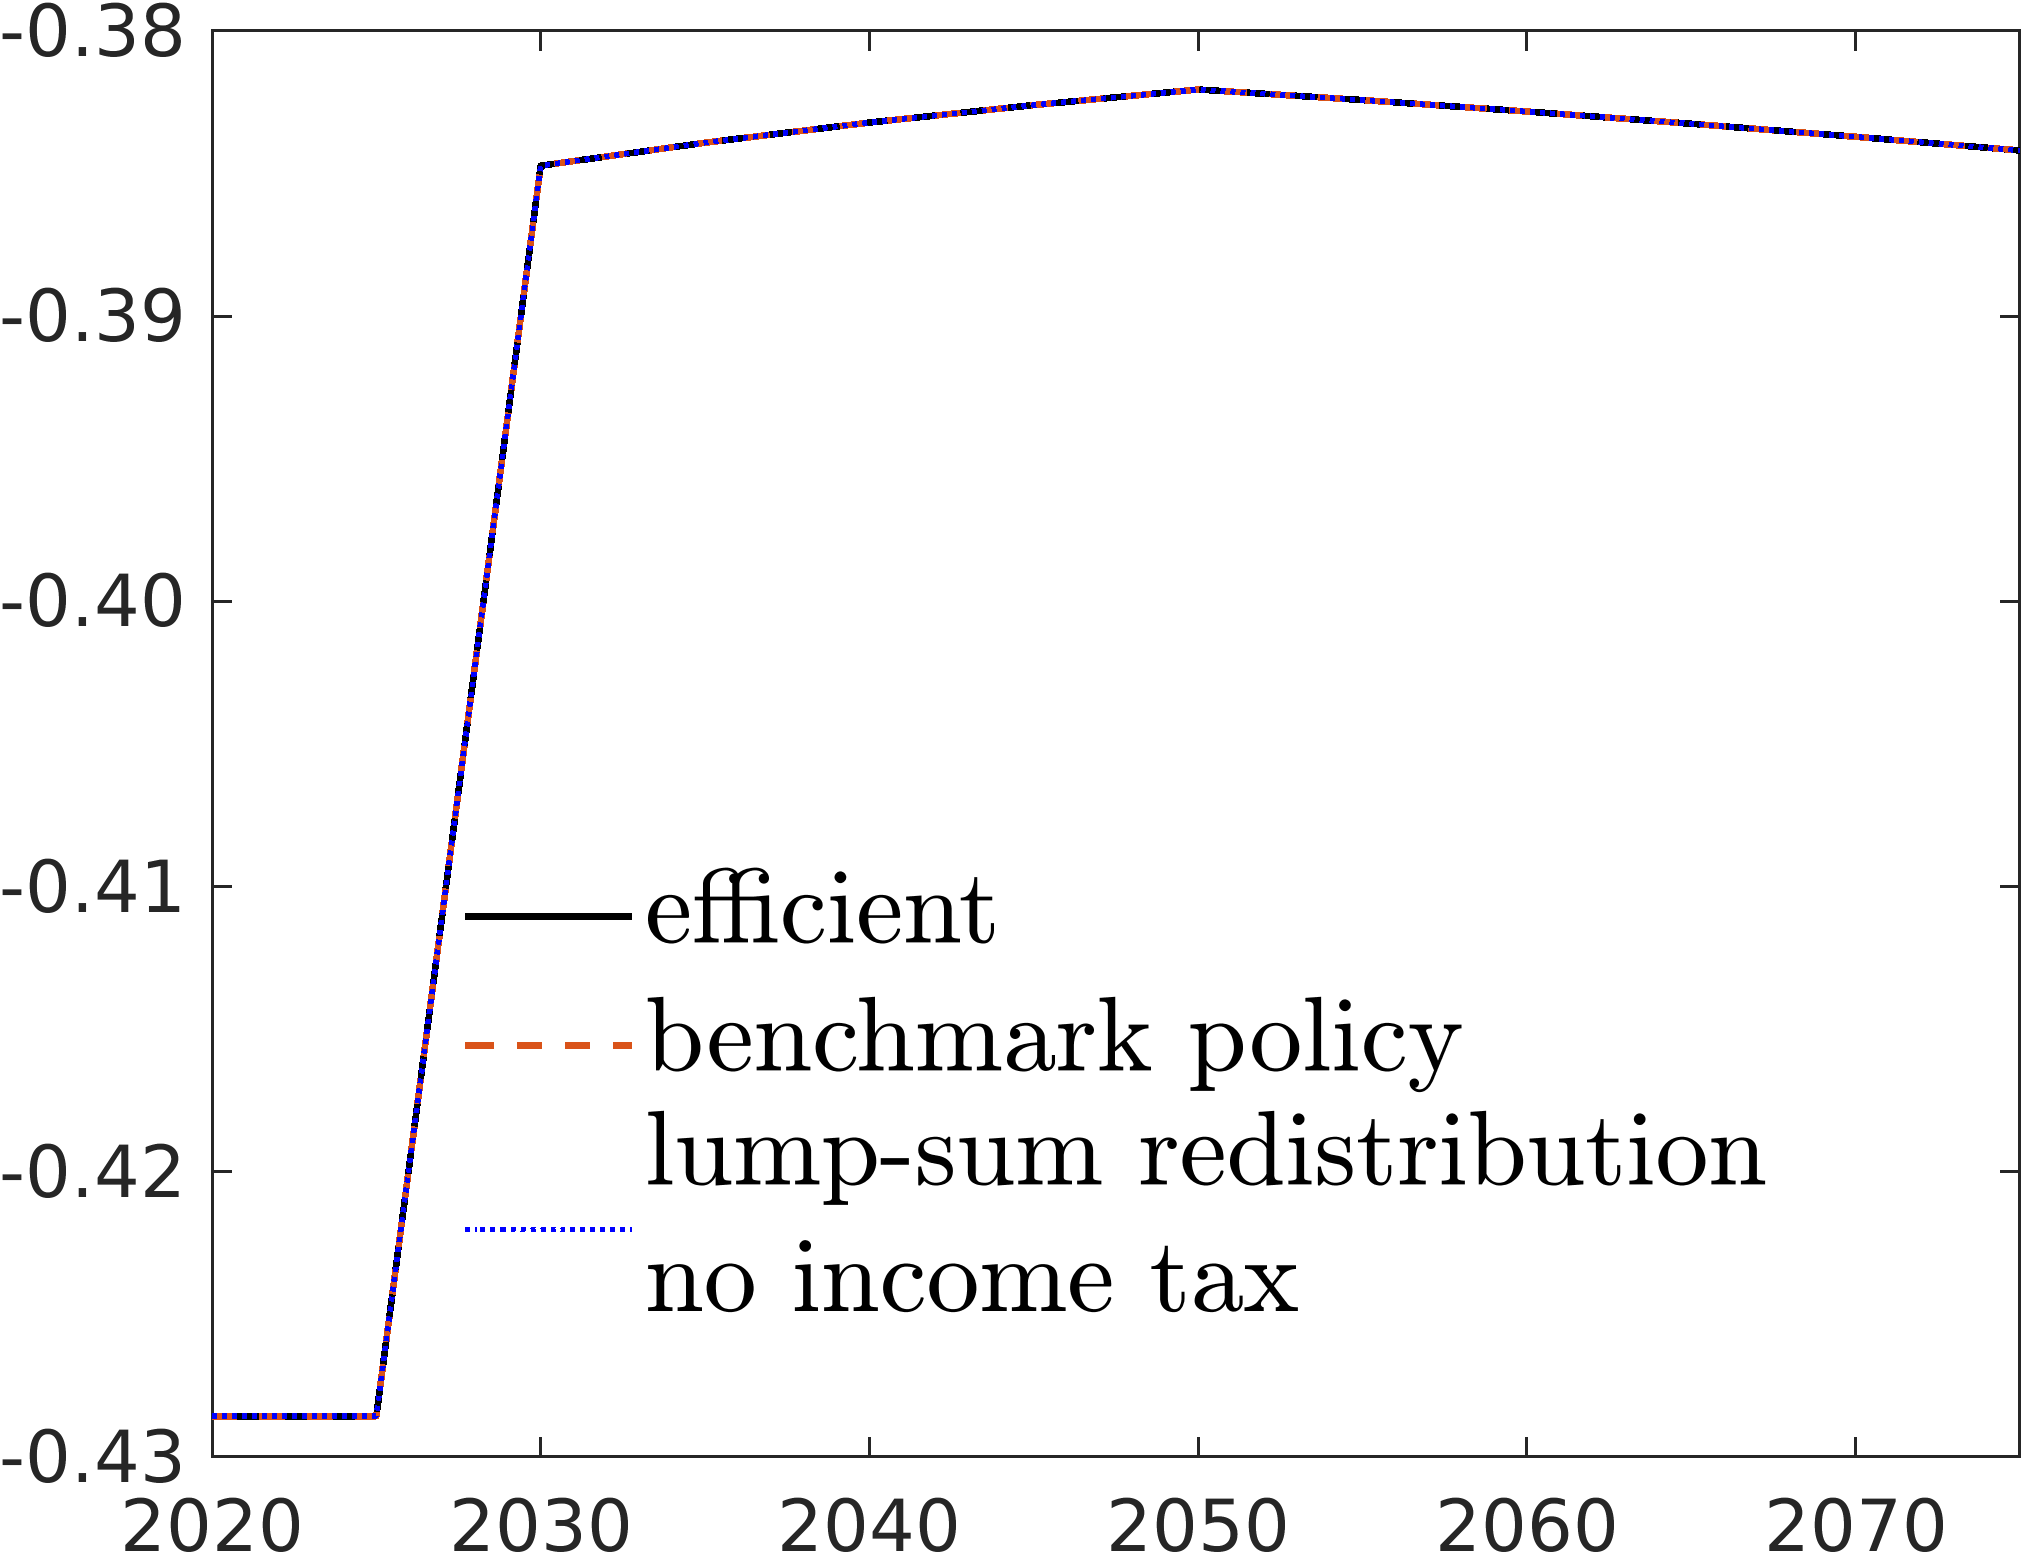 -0.38
-0.39
-0.40
-0.41
-0.42
-0.43
efficient
benchmark policy
lump-sum redistribution
no income tax
2020 2030 2040 2050 2060 2070